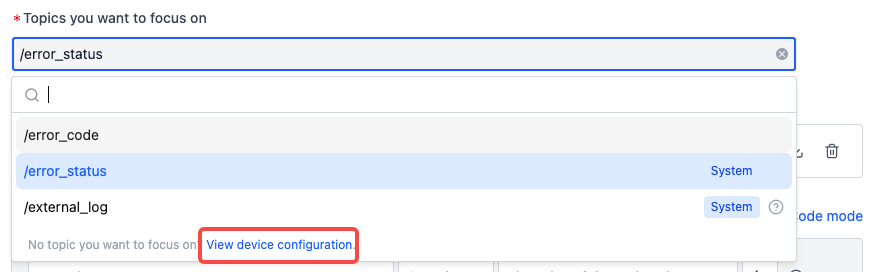 * Topics you want to focus on
/error_status
/error_code
/error_status System
/external_log System
Code mode
No topic you want to focus on? View device configuration.